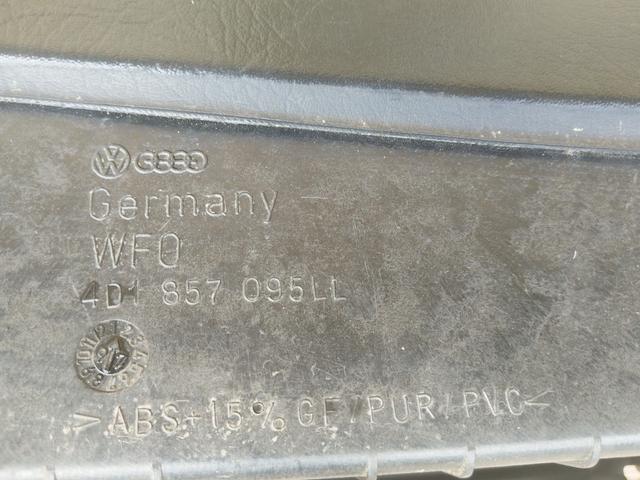 Germany
WFO
4D1 857 095LL
>ABS+15% GF/PUR/PVC<